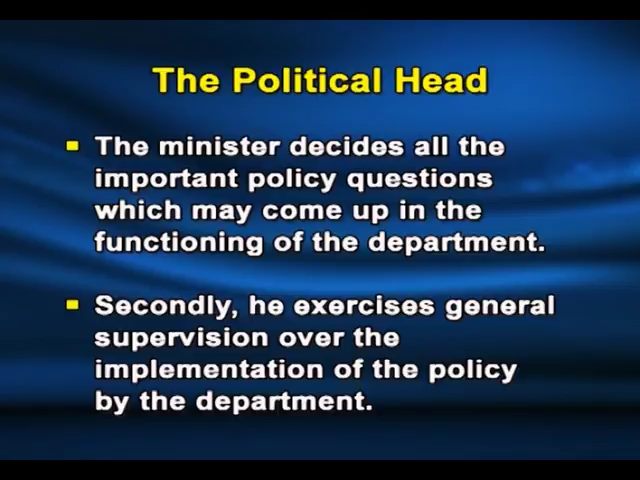 The Political Head
The minister decides all the
important policy questions
which may come up in the
functioning of the department.
Secondly, he exercises general
supervision over the
implementation of the policy
by the department.